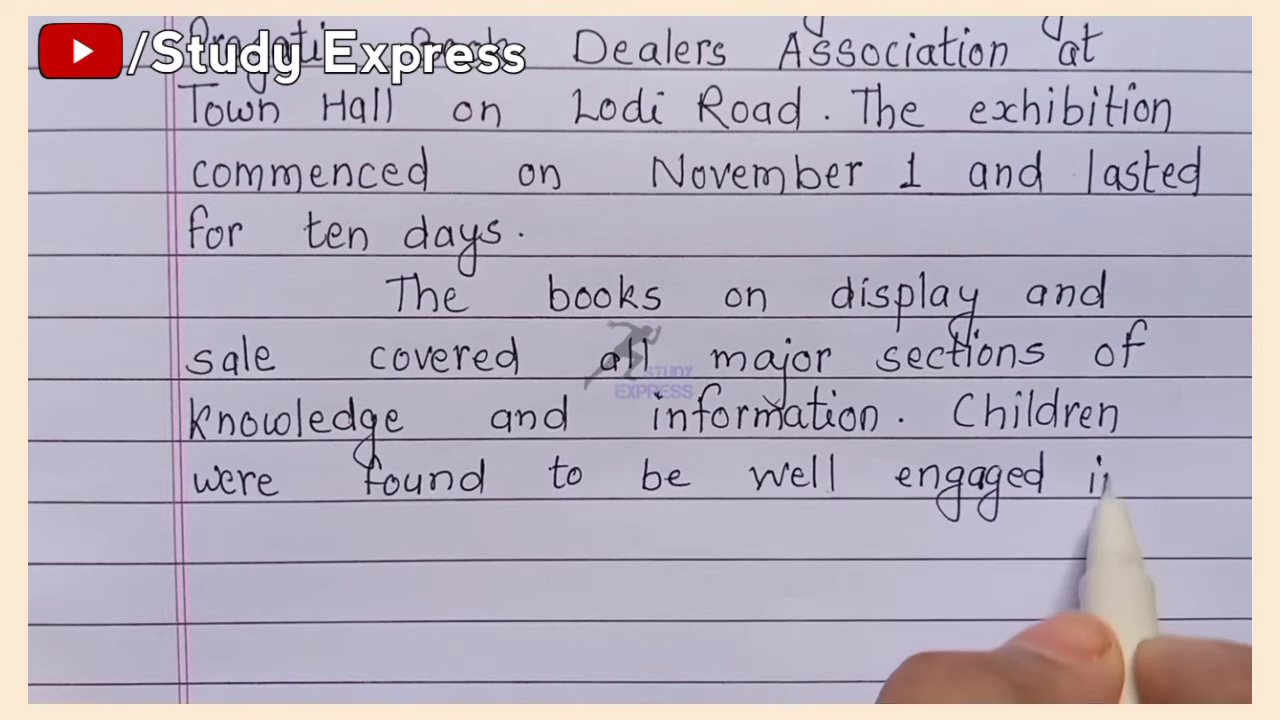 /Study Express
Dealers Association at
Town Hall on Lodi Road. The exhibition
commenced on November 1 and lasted
for ten days.
The books on display and
sale covered all major sections of
knowledge and information. Children
were found to be well engaged i
STUDY
EXPRESS